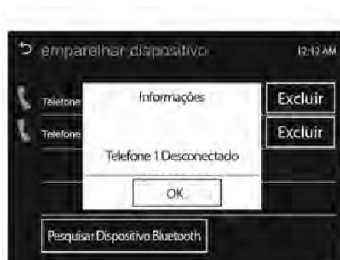 emparelhar dispositivo 12:12 AM
Telefone Informações Excluir
Telefone Excluir
Telefone 1 Desconectado
OK
Pesquisar Dispositivo Bluetooth